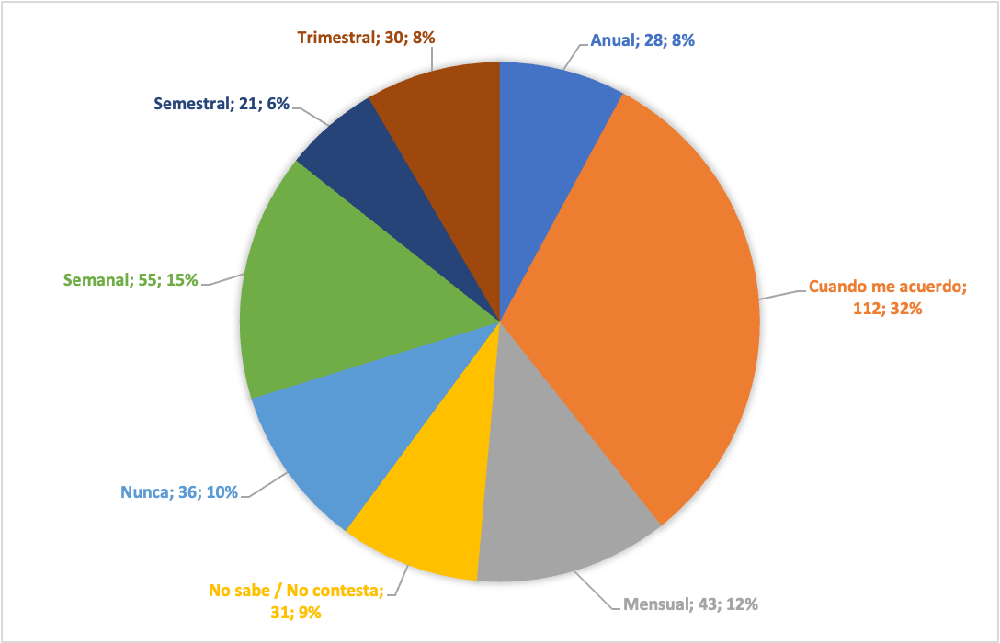 Trimestral; 30; 8%
Anual; 28; 8%
Semestral; 21; 6%
Semanal; 55; 15%
Cuando me acuerdo;
112; 32%
Nunca; 36; 10%
No sabe / No contesta;
31; 9%
Mensual; 43; 12%